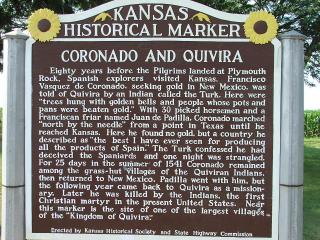 KANSAS
HISTORICAL MARKER
CORONADO AND QUIVIRA
Eighty years before the Pilgrims landed at Plymouth
Rock, Spanish explorers visited Kansas. Francisco
Vasquez de Coronado, seeking gold in New Mexico, was
told of Quivira by an Indian called the Turk. Here were
"trees hung with golden bells and people whose pots and
pans were beaten gold." With 30 picked horsemen and a
Franciscan friar named Juan de Padilla, Coronado marched
"north by the needle" from a point in Texas until he
reached Kansas. Here he found no gold, but a country he
described as "the best I have ever seen for producing
all the products of Spain." The Turk confessed he had
deceived the Spaniards and one night was strangled.
For 25 days in the summer of 1541 Coronado remained
among the grass-hut villages of the Quiviran Indians,
then returned to New Mexico. Padilla went with him, but
the following year came back to Quivira as a mission-
ary. Later he was killed by the Indians, the first
Christian martyr in the present United States. Near
this marker is the site of one of the largest villages
of the "Kingdom of Quivira."
Erected by Kansas Historical Society and State Highway Commission